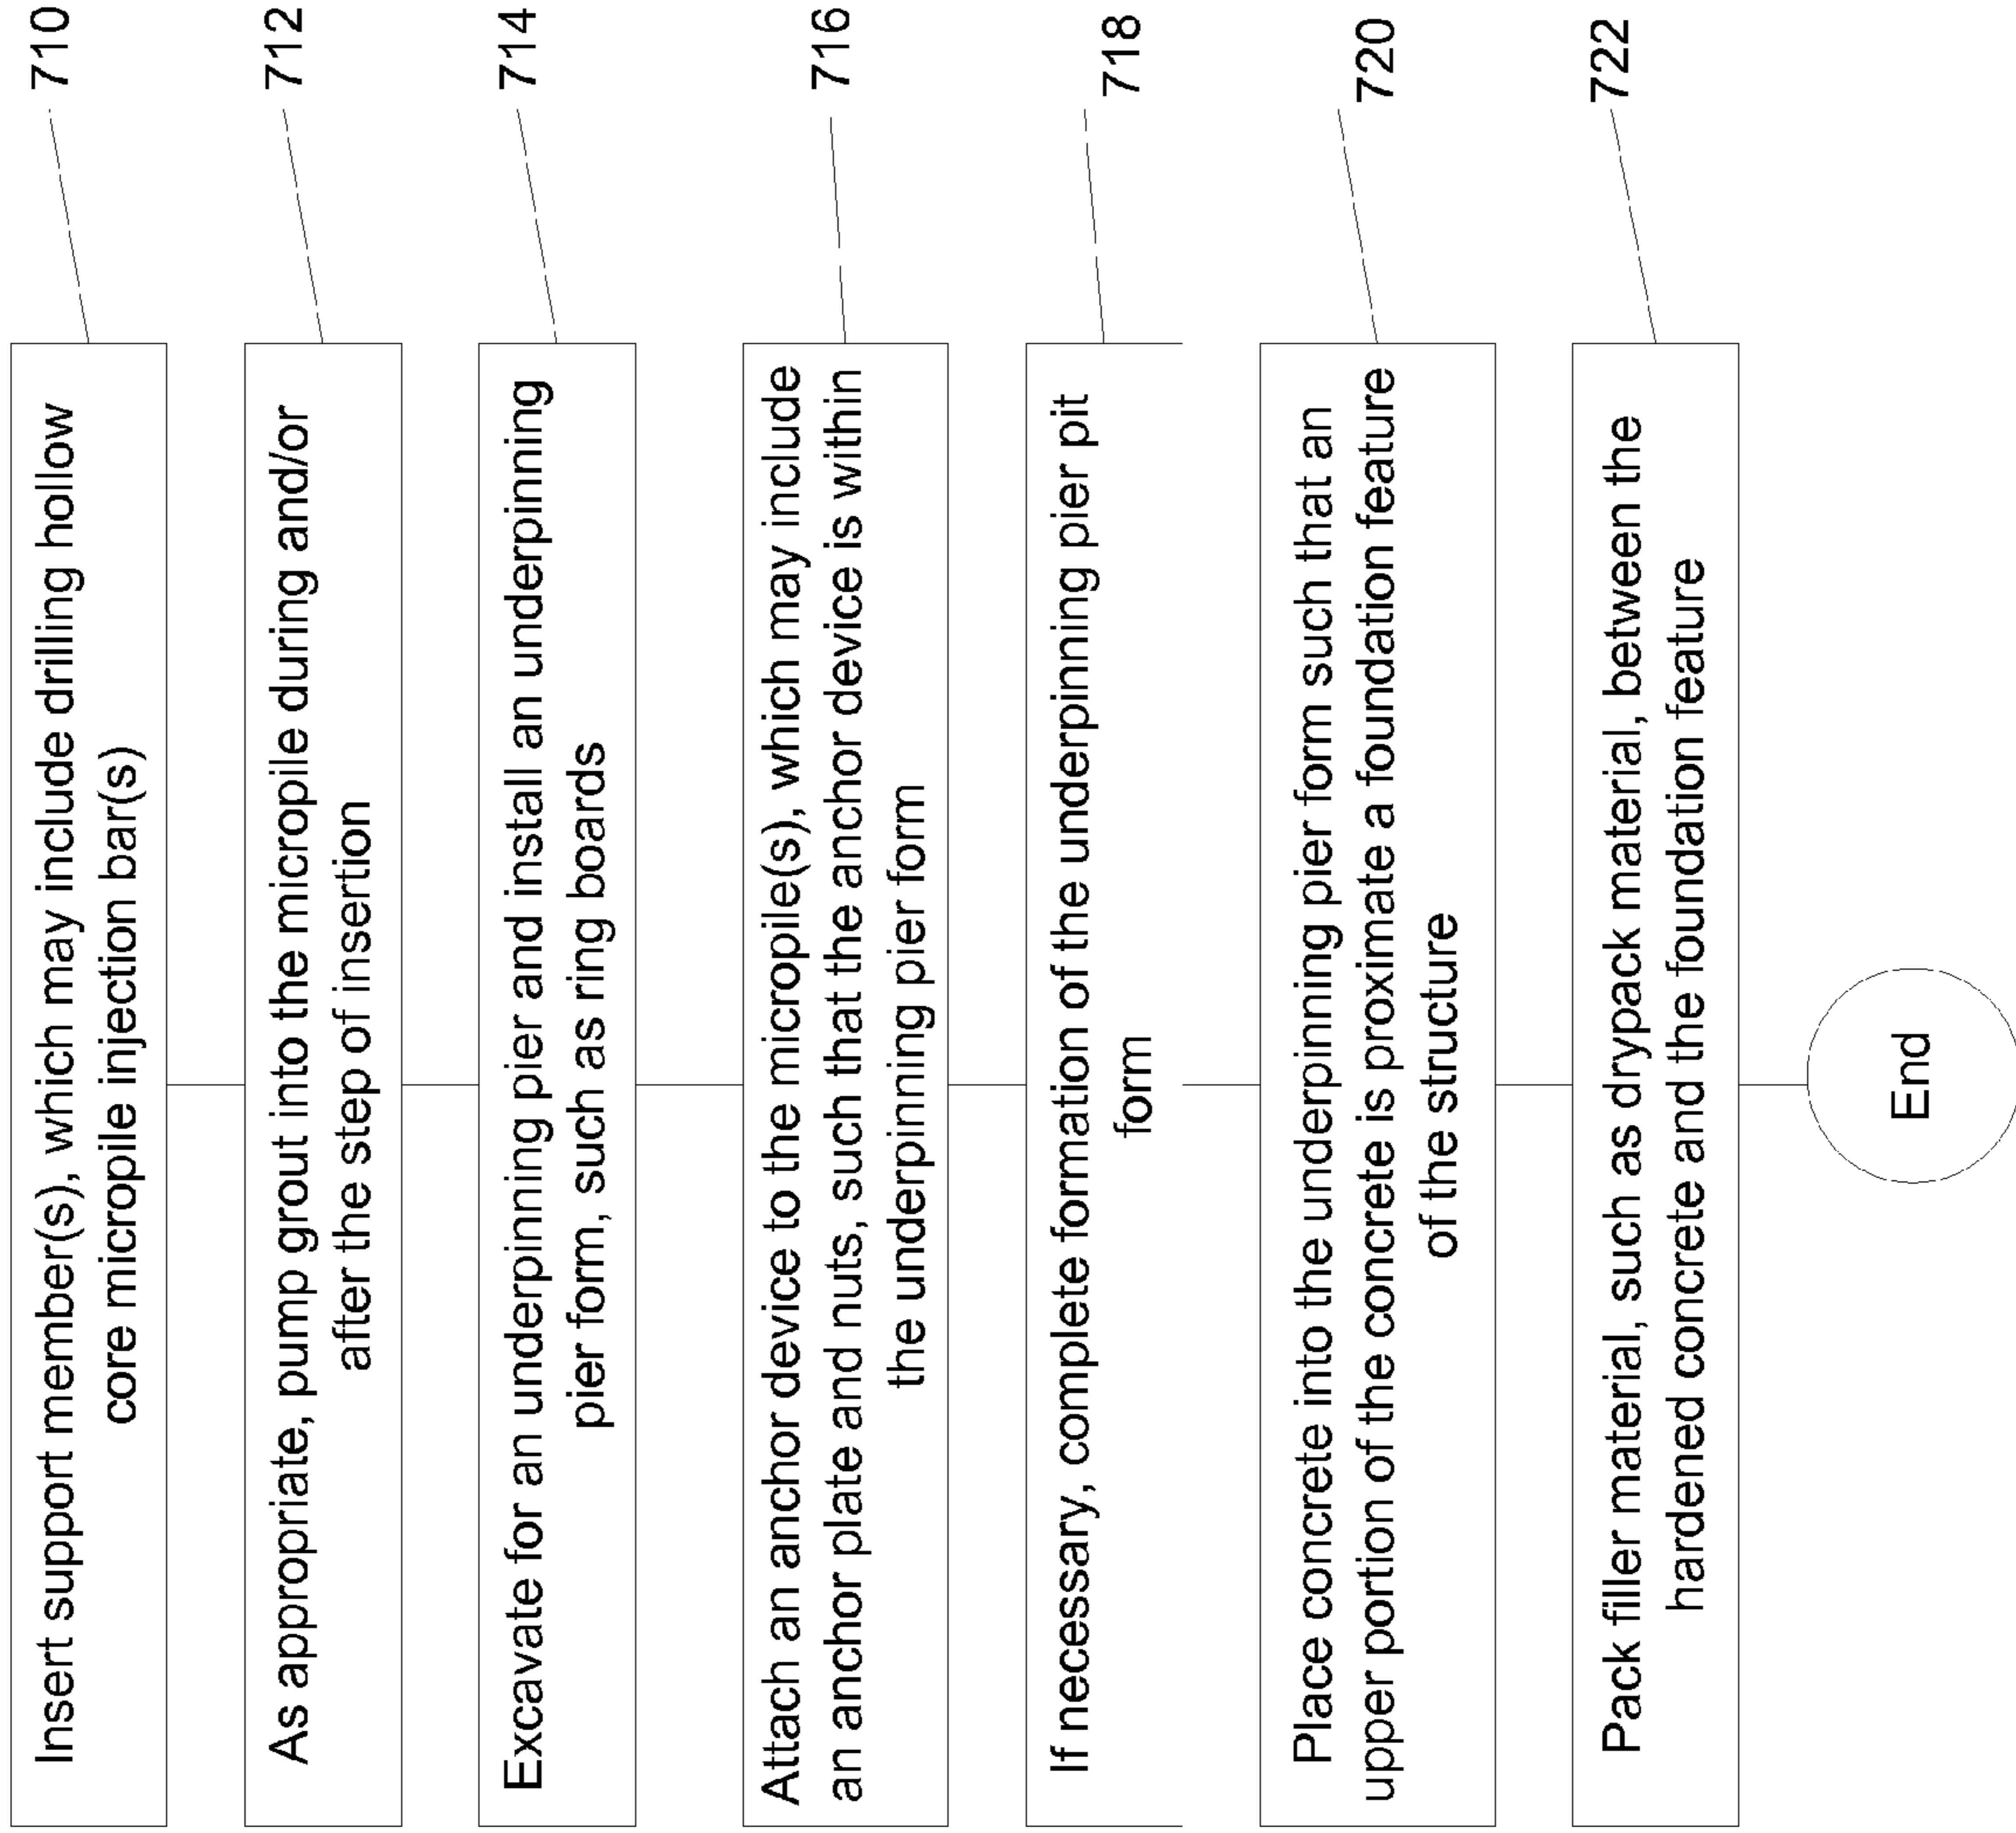 Insert support member(s), which may include drilling hollow
core micropile injection bar(s)
710
As appropriate, pump grout into the micropile during and/or
after the step of insertion
712
Excavate for an underpinning pier and install an underpinning
pier form, such as ring boards
714
Attach an anchor device to the micropile(s), which may include
an anchor plate and nuts, such that the anchor device is within
the underpinning pier form
716
If necessary, complete formation of the underpinning pier pit
form
718
Place concrete into the underpinning pier form such that an
upper portion of the concrete is proximate a foundation feature
of the structure
720
Pack filler material, such as drypack material, between the
hardened concrete and the foundation feature
722
End